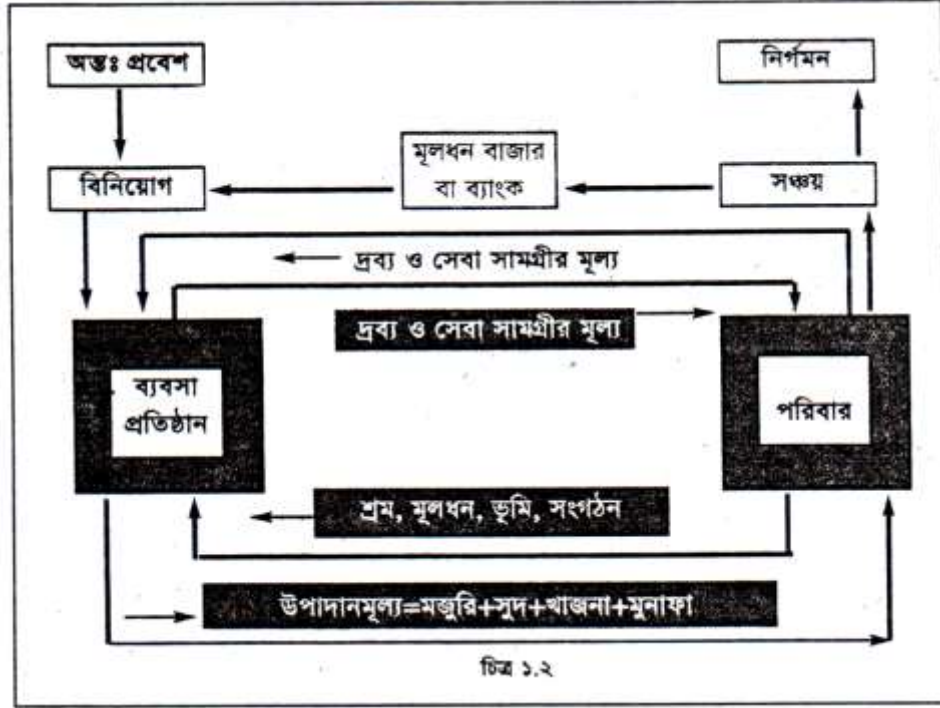 অন্তঃ প্রবেশ
নির্গমন
মূলধন বাজার
বা ব্যাংক
বিনিয়োগ
সঞ্চয়
দ্রব্য ও সেবা সামগ্রীর মূল্য
দ্রব্য ও সেবা সামগ্রীর মূল্য
ব্যবসা
প্রতিষ্ঠান
পরিবার
শ্রম, মূলধন, ভূমি, সংগঠন
উপাদানমূল্য=মজুরি+সুদ+খাজনা+মুনাফা
চিত্র ১.২